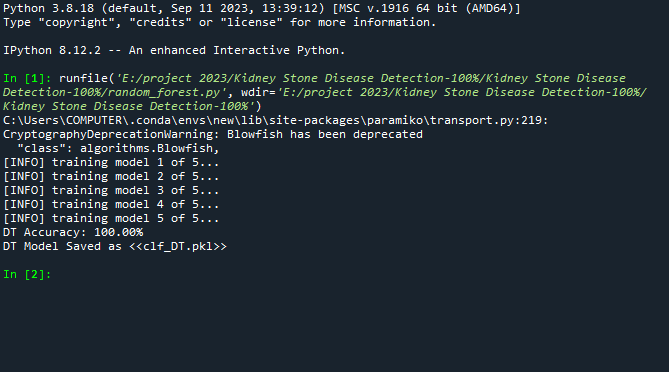 Python 3.8.18 (default, Sep 11 2023, 13:39:12) [MSC v.1916 64 bit (AMD64)]
Type "copyright", "credits" or "license" for more information.
IPython 8.12.2 -- An enhanced Interactive Python.
In [1]: runfile('E:/project 2023/Kidney Stone Disease Detection-100%/Kidney Stone Disease
Detection-100%/random_forest.py', wdir='E:/project 2023/Kidney Stone Disease Detection-100%/
Kidney Stone Disease Detection-100%')
C:\Users\COMPUTER\.conda\envs\new\lib\site-packages\paramiko\transport.py:219:
CryptographyDeprecationWarning: Blowfish has been deprecated
  "class": algorithms.Blowfish,
[INFO] training model 1 of 5...
[INFO] training model 2 of 5...
[INFO] training model 3 of 5...
[INFO] training model 4 of 5...
[INFO] training model 5 of 5...
DT Accuracy: 100.00%
DT Model Saved as <<clf_DT.pkl>>
In [2]: